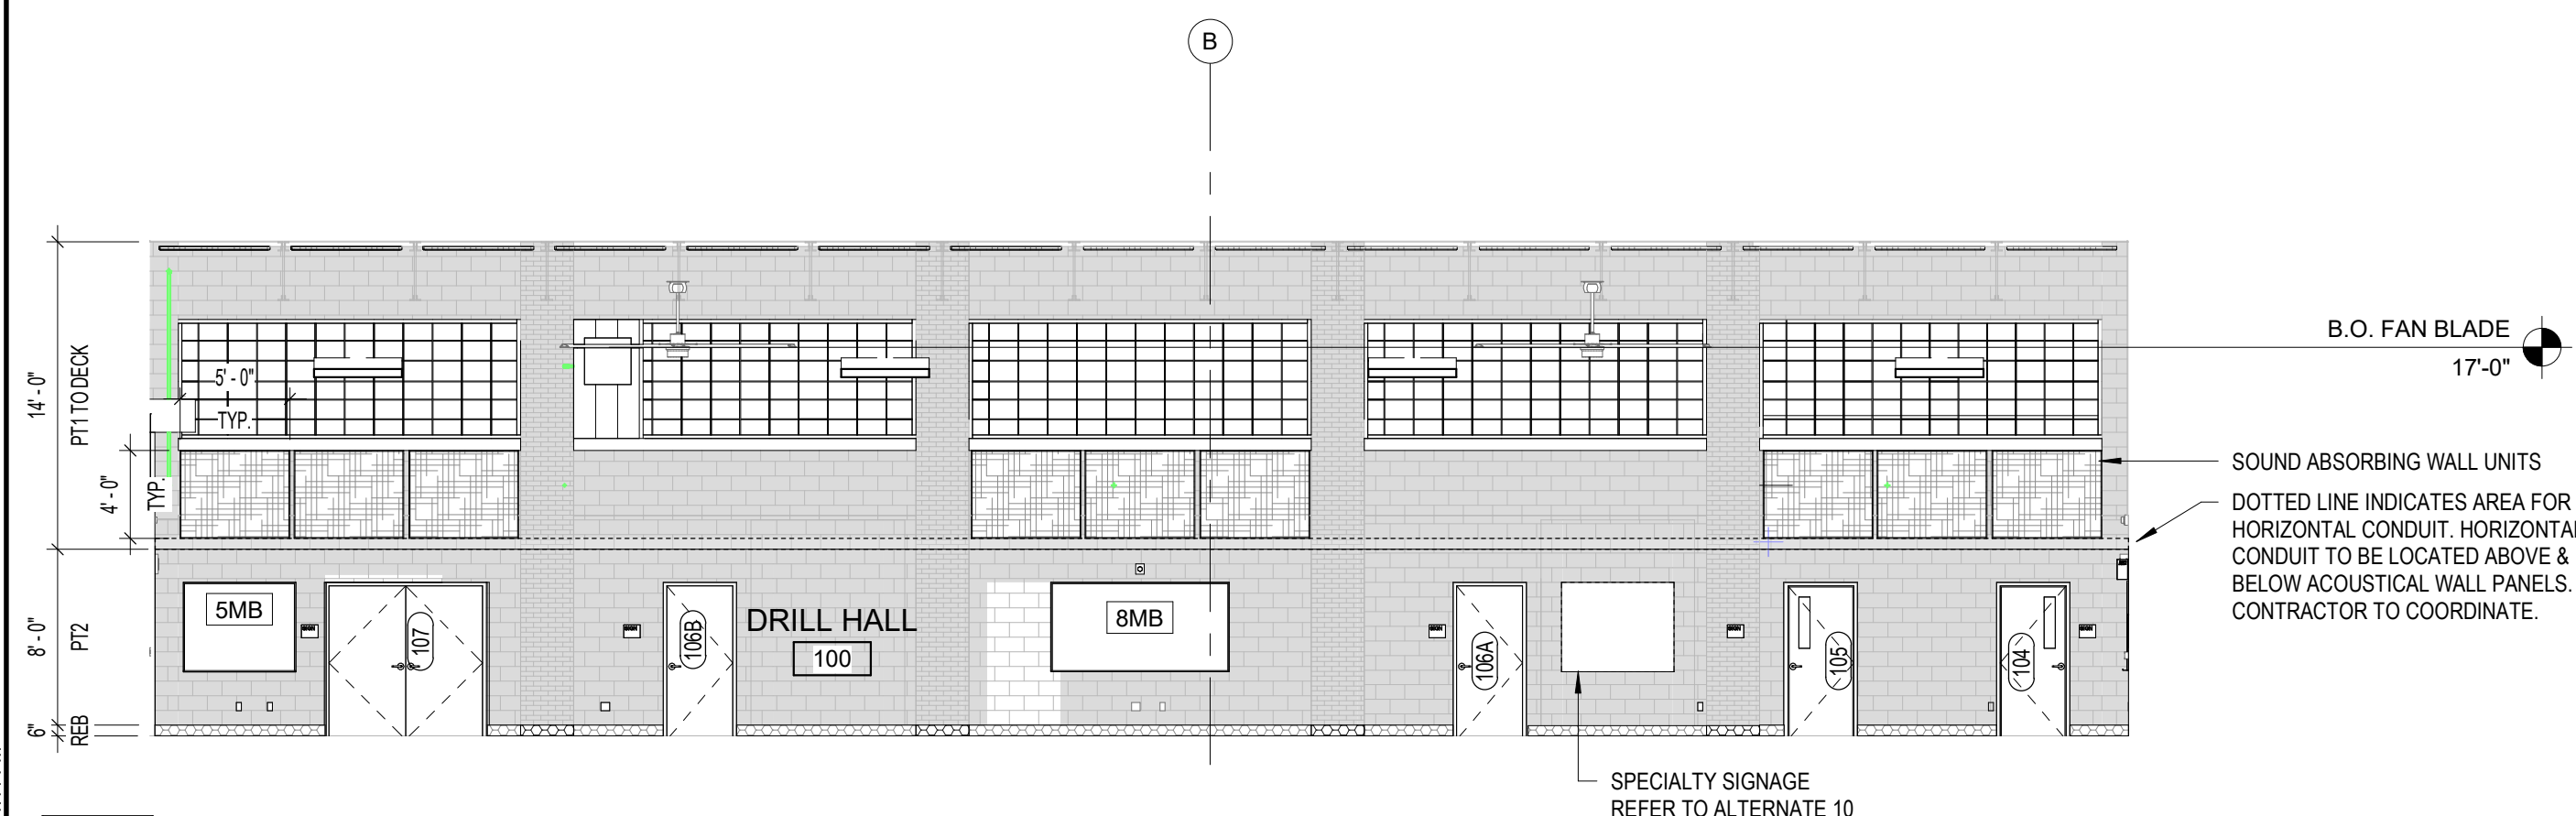 B
14' - 0"
PT1 TO DECK
5' - 0"
TYP.
4' - 0"
TYP.
B.O. FAN BLADE
17'-0"
SOUND ABSORBING WALL UNITS
DOTTED LINE INDICATES AREA FOR
HORIZONTAL CONDUIT. HORIZONTAL
CONDUIT TO BE LOCATED ABOVE &
BELOW ACOUSTICAL WALL PANELS.
CONTRACTOR TO COORDINATE.
8' - 0"
PT2
5MB
107
106B
DRILL HALL
100
8MB
106A
105
104
6"
REB
SPECIALTY SIGNAGE
REFER TO ALTERNATE 10